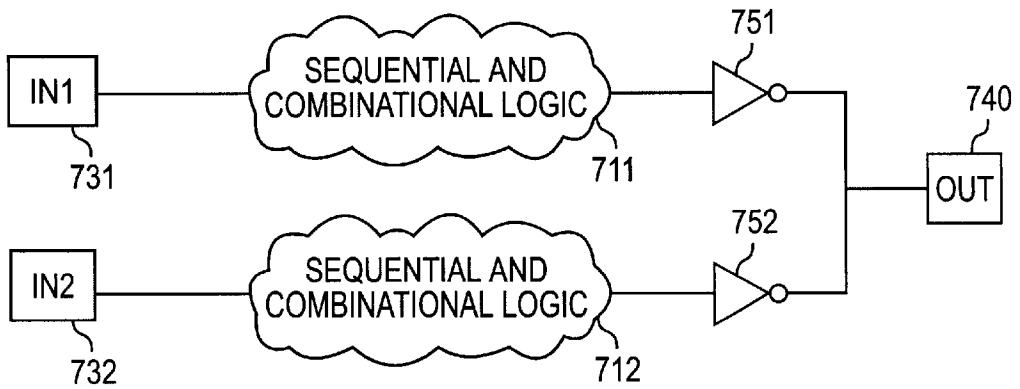 751
IN1
SEQUENTIAL AND
COMBINATIONAL LOGIC
740
731
711
OUT
752
IN2
SEQUENTIAL AND
COMBINATIONAL LOGIC
732
712